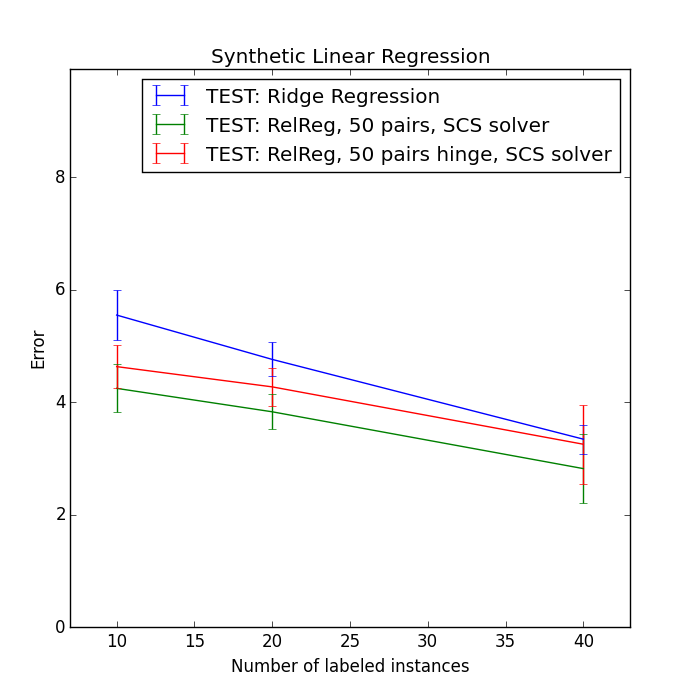 Synthetic Linear Regression
TEST: Ridge Regression
TEST: RelReg, 50 pairs, SCS solver
TEST: RelReg, 50 pairs hinge, SCS solver
Error
8
6
4
2
0
10 15 20 25 30 35 40
Number of labeled instances